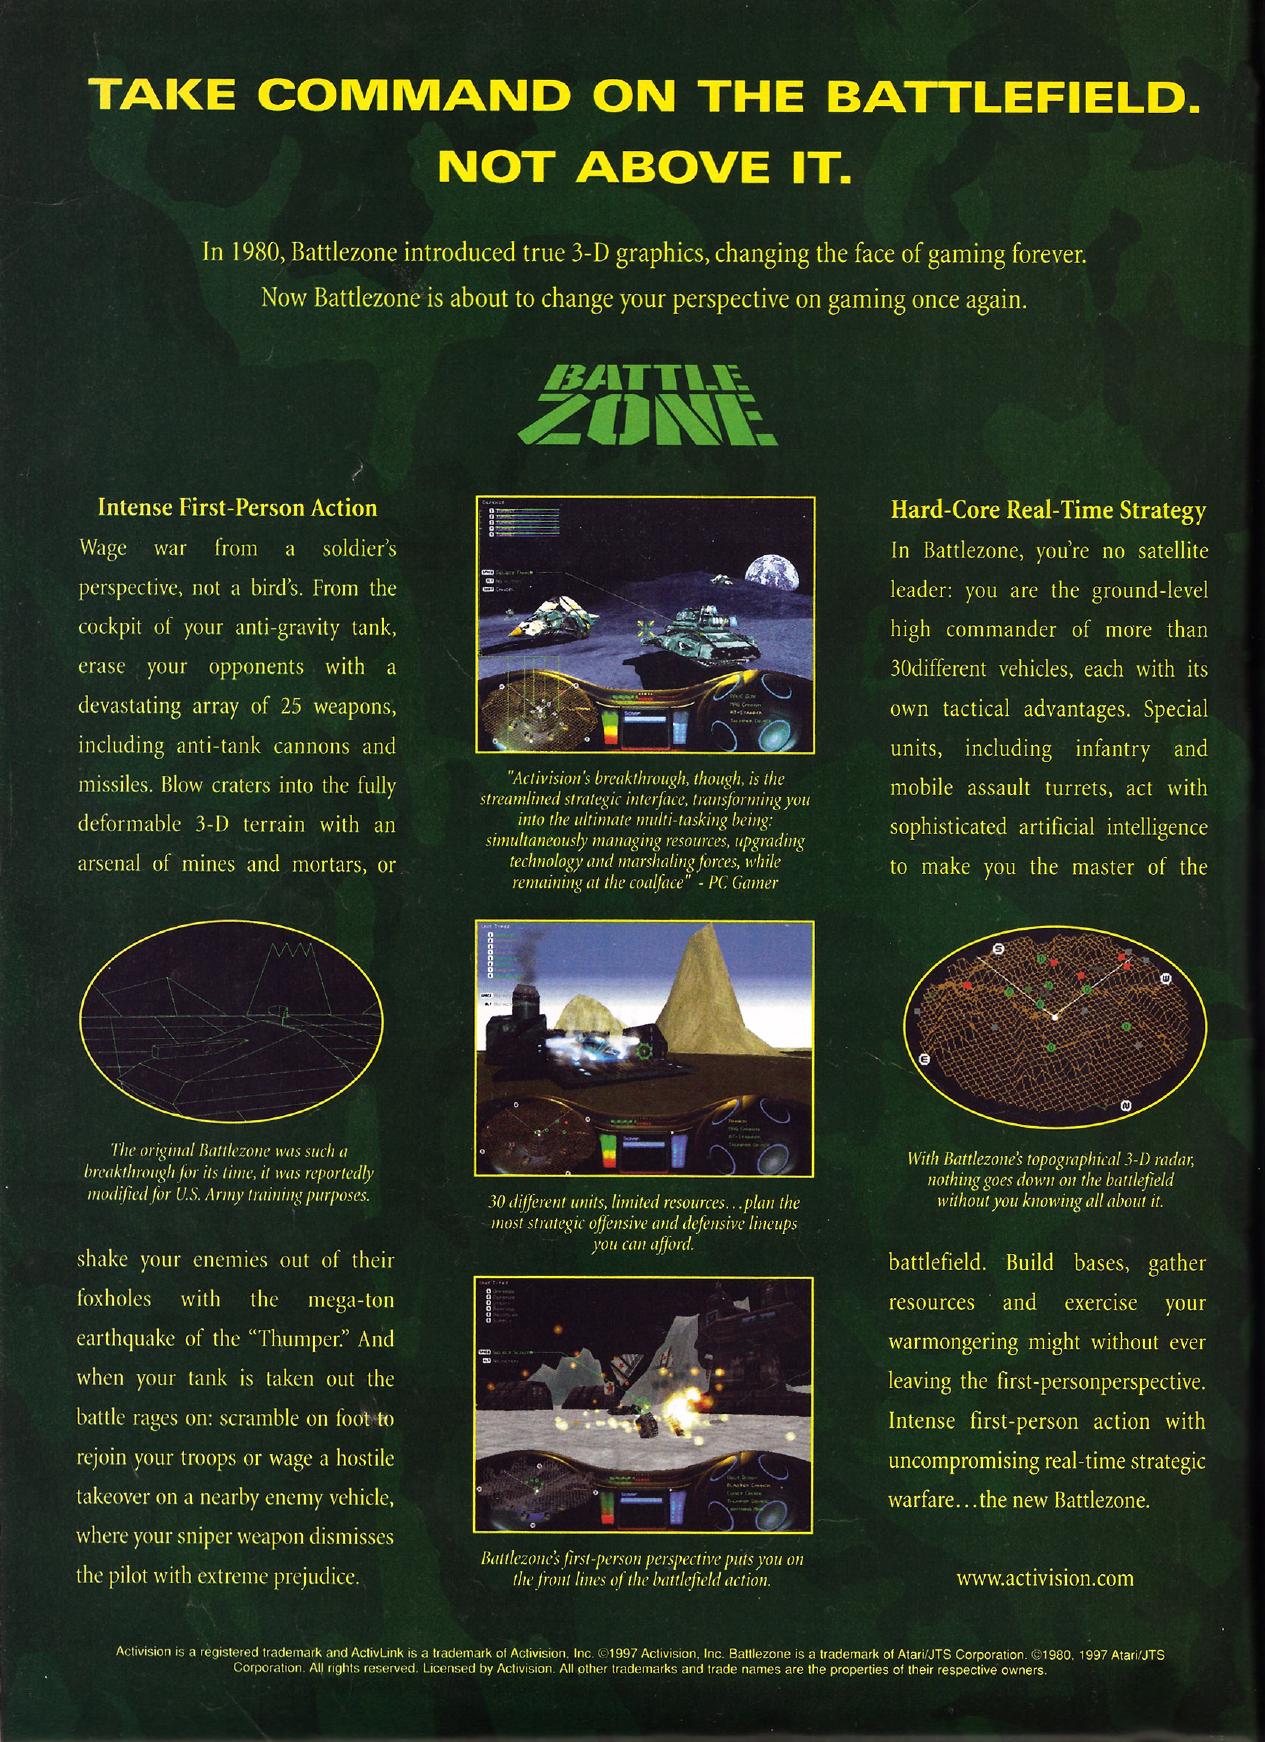 TAKE COMMAND ON THE BATTLEFIELD.
NOT ABOVE IT.
In 1980, Battlezone introduced true 3-D graphics, changing the face of gaming forever.
Now Battlezone is about to change your perspective on gaming once again.
BATTLE
ZONE
Intense First-Person Action
Wage war from a soldier's
perspective, not a bird's. From the
cockpit of your anti-gravity tank,
erase your opponents with a
devastating array of 25 weapons,
including anti-tank cannons and
missiles. Blow craters into the fully
deformable 3-D terrain with an
arsenal of mines and mortars, or
The original Battlezone was such a
breakthrough for its time, it was reportedly
modified for U.S. Army training purposes.
shake your enemies out of their
foxholes with the mega-ton
earthquake of the “Thumper.” And
when your tank is taken out the
battle rages on: scramble on foot to
rejoin your troops or wage a hostile
takeover on a nearby enemy vehicle,
where your sniper weapon dismisses
the pilot with extreme prejudice.
"Activision's breakthrough, though, is the
streamlined strategic interface, transforming you
into the ultimate multi-tasking being:
simultaneously managing resources, upgrading
technology and marshaling forces, while
remaining at the coalface" - PC Gamer
30 different units, limited resources...plan the
most strategic offensive and defensive lineups
you can afford.
Battlezone's first-person perspective puts you on
the front lines of the battlefield action.
Hard-Core Real-Time Strategy
In Battlezone, you're no satellite
leader: you are the ground-level
high commander of more than
30different vehicles, each with its
own tactical advantages. Special
units, including infantry and
mobile assault turrets, act with
sophisticated artificial intelligence
to make you the master of the
S
W
E
N
With Battlezone's topographical 3-D radar,
nothing goes down on the battlefield
without you knowing all about it.
battlefield. Build bases, gather
resources and exercise your
warmongering might without ever
leaving the first-personperspective.
Intense first-person action with
uncompromising real-time strategic
warfare...the new Battlezone.
www.activision.com
Activision is a registered trademark and ActivLink is a trademark of Activision, Inc. ©1997 Activision, Inc. Battlezone is a trademark of Atari/JTS Corporation. ©1980, 1997 Atari/JTS
Corporation. All rights reserved. Licensed by Activision. All other trademarks and trade names are the properties of their respective owners.